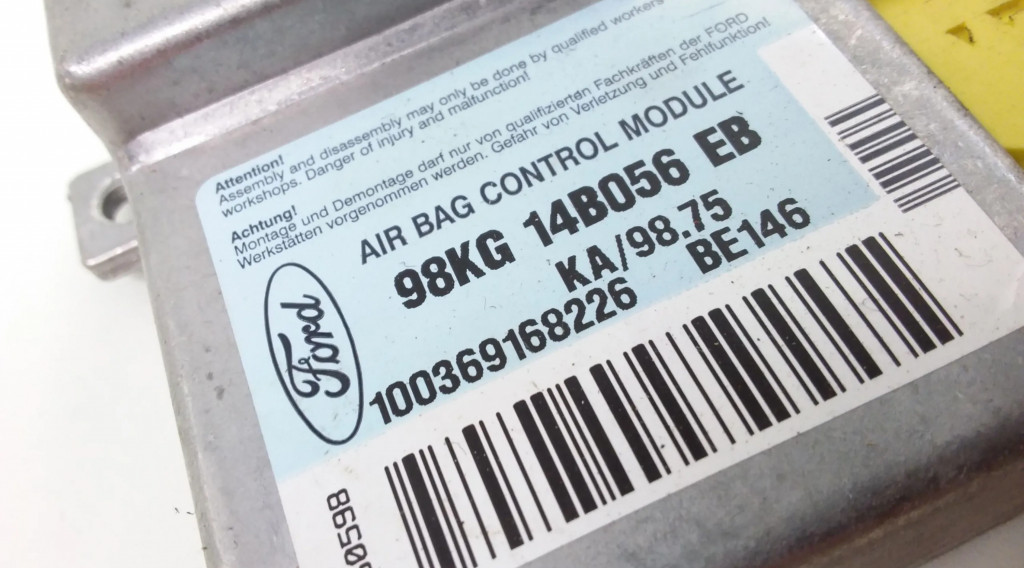 Attention!
Assembly and disassembly may only be done by qualified workers
workshops. Danger of injury and malfunction!
Achtung!
Montage und Demontage darf nur von qualifizierten Fachkräften der FORD
Werkstätten vorgenommen werden. Gefahr von Verletzung und Fehlfunktion!
AIR BAG CONTROL MODULE
98KG 14B056 EB
KA/98.75
100369168226 BE146
Ford